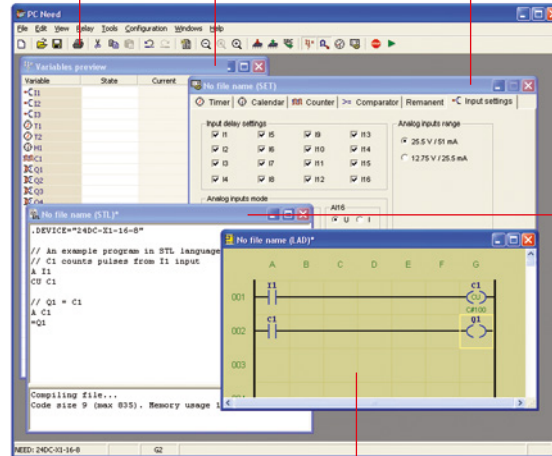 PC Need
File Edit View Relay Tools Configuration Windows Help
Variables preview
Variable State Current
I1
I2
I3
T1
T2
H1
C1
Q1
Q2
Q3
Q4
No file name (SET)
Timer Calendar Counter Comparator Remanent Input settings
Input delay settings
I1 I5 I9 I13
I2 I6 I10 I14
I3 I7 I11 I15
I4 I8 I12 I16
Analog inputs range
25.5 V / 51 mA
12.75 V / 25.5 mA
Analog inputs mode
AI16
U I
No file name (STL)*
.DEVICE="24DC-X1-16-8"
// An example program in STL language
// C1 counts pulses from I1 input
A I1
CU C1
// Q1 = C1
A C1
=Q1
Compiling file...
Code size 9 (max 835). Memory usage
No file name (LAD)*
A B C D E F G
001 I1 C1
CU
C#100
002 C1 Q1
003
NEED: 24DC-X1-16-8 G2